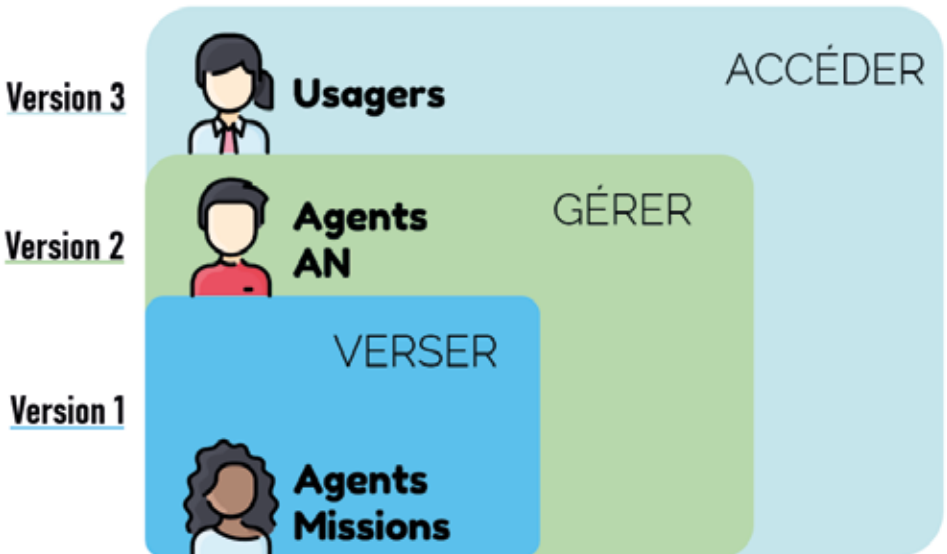 Version 3
Usagers
ACCÉDER
Version 2
Agents
AN
GÉRER
Version 1
VERSER
Agents
Missions